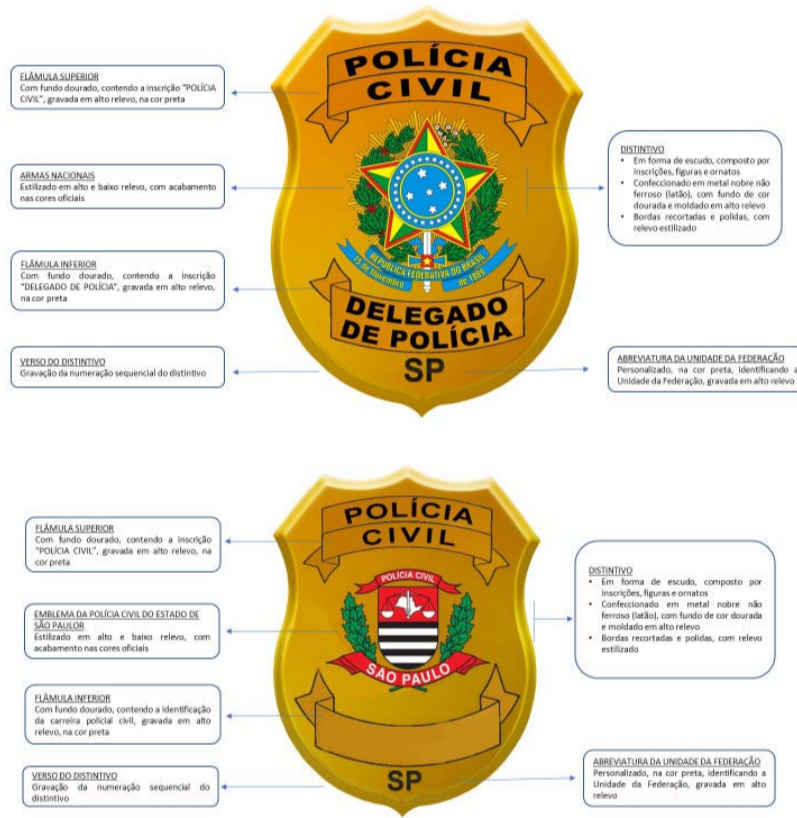 POLÍCIA
CIVIL
FLÂMULA SUPERIOR
Com fundo dourado, contendo a inscrição "POLÍCIA
CIVIL", gravada em alto relevo, na cor preta
ARMAS NACIONAIS
Estilizado em alto e baixo relevo, com acabamento
nas cores oficiais
DISTINTIVO
• Em forma de escudo, composto por
inscrições, figuras e ornatos
• Confeccionado em metal nobre não
ferroso (latão), com fundo de cor
dourada e moldado em alto relevo
• Bordas recortadas e polidas, com
relevo estilizado
FLÂMULA INFERIOR
Com fundo dourado, contendo a inscrição
"DELEGADO DE POLÍCIA", gravada em alto relevo,
na cor preta
REPÚBLICA FEDERATIVA DO BRASIL
15 de Novembro
de 1889
DELEGADO
DE POLÍCIA
SP
VERSO DO DISTINTIVO
Gravação da numeração sequencial do distintivo
ABREVIATURA DA UNIDADE DA FEDERAÇÃO
Personalizado, na cor preta, identificando a
Unidade da Federação, gravada em alto relevo
POLÍCIA
CIVIL
FLÂMULA SUPERIOR
Com fundo dourado, contendo a inscrição
"POLÍCIA CIVIL", gravada em alto relevo, na
cor preta
POLÍCIA CIVIL
SÃO PAULO
DISTINTIVO
• Em forma de escudo, composto por
inscrições, figuras e ornatos
• Confeccionado em metal nobre não
ferroso (latão), com fundo de cor dourada
e moldado em alto relevo
• Bordas recortadas e polidas, com relevo
estilizado
EMBLEMA DA POLÍCIA CIVIL DO ESTADO DE
SÃO PAULOR
Estilizado em alto e baixo relevo, com
acabamento nas cores oficiais
FLÂMULA INFERIOR
Com fundo dourado, contendo a identificação
da carreira policial civil, gravada em alto
relevo, na cor preta
VERSO DO DISTINTIVO
Gravação da numeração sequencial do
distintivo
SP
ABREVIATURA DA UNIDADE DA FEDERAÇÃO
Personalizado, na cor preta, identificando a
Unidade da Federação, gravada em alto
relevo